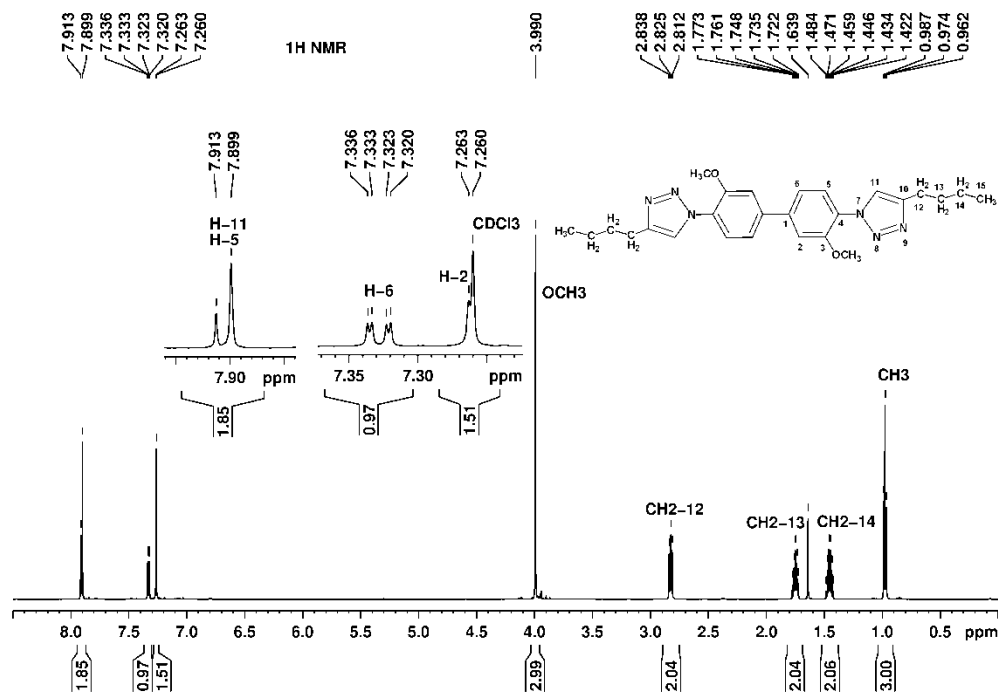 7.913
7.899
7.336
7.333
7.323
7.320
7.263
7.260
3.990
2.838
2.825
2.812
1.773
1.761
1.748
1.735
1.722
1.639
1.484
1.471
1.459
1.446
1.434
1.422
0.987
0.974
0.962
1H NMR
7.913
7.899
7.336
7.333
7.323
7.320
7.263
7.260
H-11
H-5
H-6
H-2
CDCl3
OCH3
7.90 ppm
7.35 7.30 ppm
1.85
0.97
1.51
H3C
H2
C
C
H2
C
H2
N
N
N
H3C
O
6
5
1
4
2
3
O
CH3
11
7
10
N
N
N
8
9
H2
C
12
13
C
H2
H2
C
14
15
CH3
CH2-12
CH2-13
CH2-14
CH3
8.0 7.5 7.0 6.5 6.0 5.5 5.0 4.5 4.0 3.5 3.0 2.5 2.0 1.5 1.0 0.5 ppm
1.85 0.97 1.51 2.99 2.04 2.04 2.06 3.00